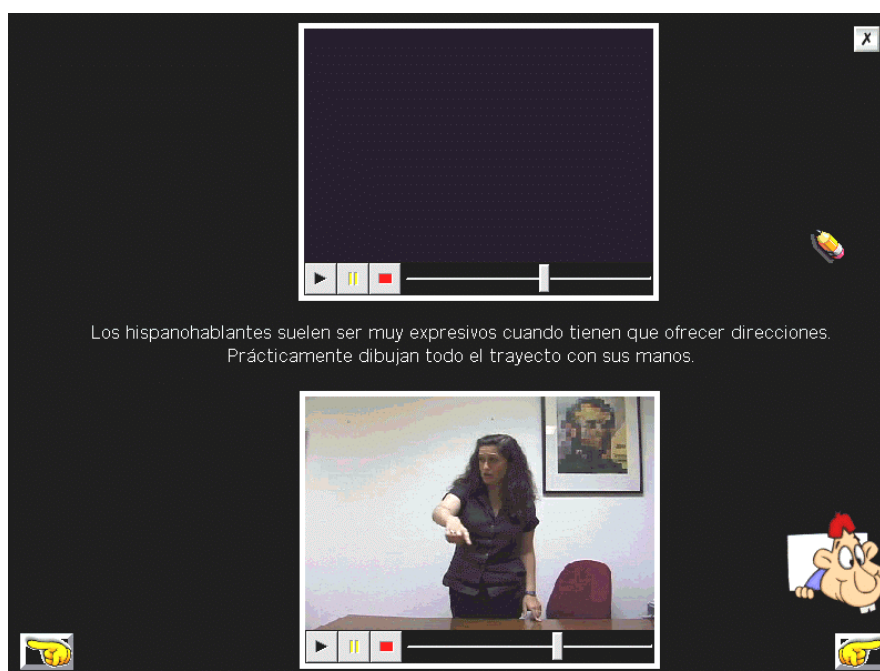 X
Los hispanohablantes suelen ser muy expresivos cuando tienen que ofrecer direcciones.
Prácticamente dibujan todo el trayecto con sus manos.